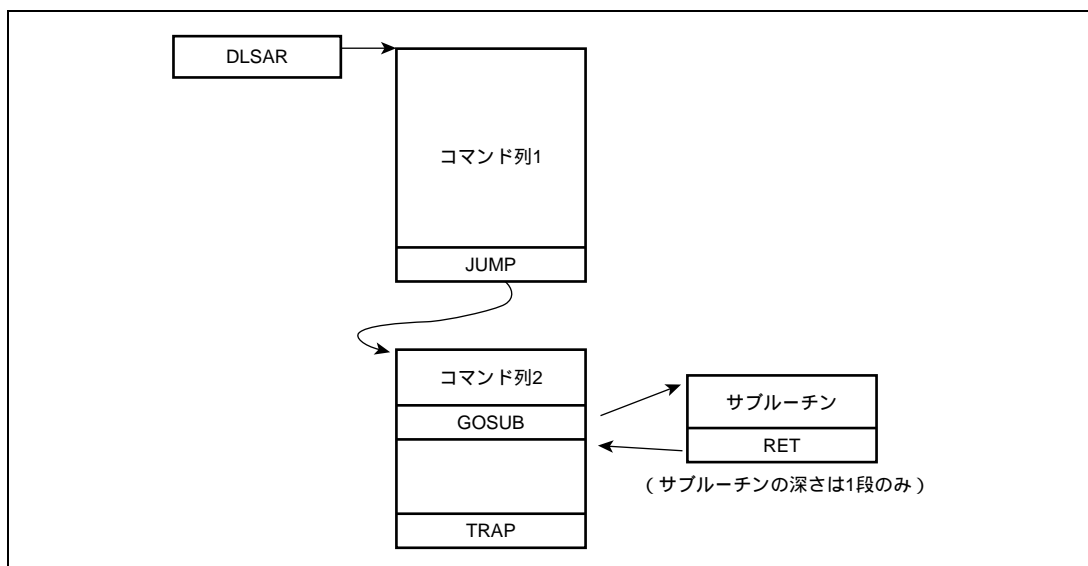 DLSAR
コマンド列1
JUMP
コマンド列2
GOSUB
サブルーチン
RET
（サブルーチンの深さは1段のみ）
TRAP